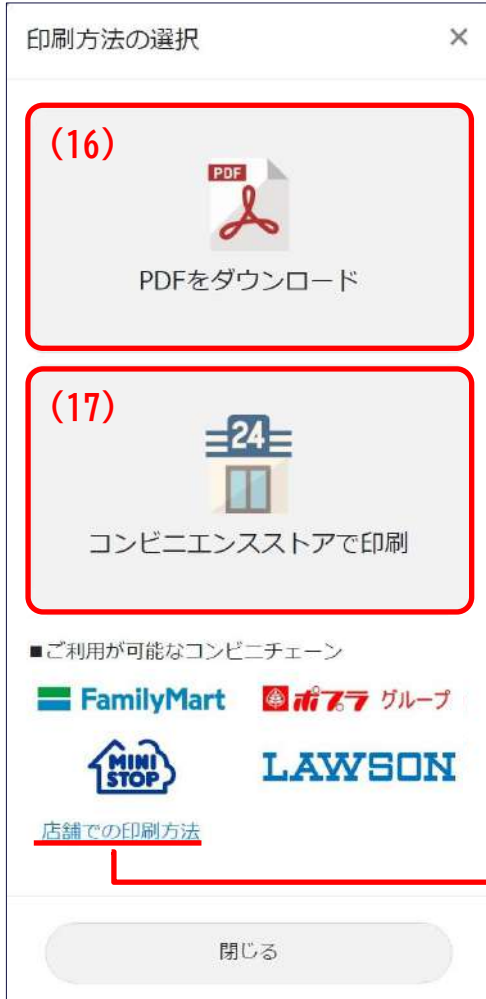 印刷方法の選択 ×
(16)
PDF
PDFをダウンロード
(17)
24
コンビニエンスストアで印刷
■ご利用が可能なコンビニチェーン
FamilyMart ポプラ グループ
MINI STOP LAWSON
店舗での印刷方法
閉じる